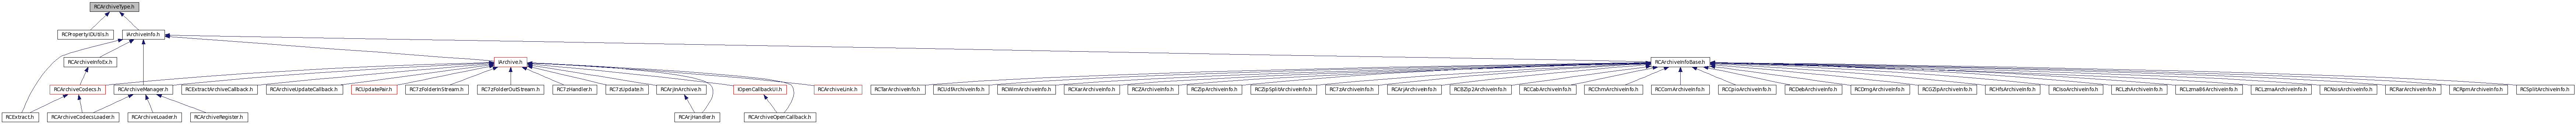 RCArchiveType.h
RCPropertyIDUtils.h
IArchiveInfo.h
RCArchiveInfoEx.h
IArchive.h
RCArchiveInfoBase.h
RCArchiveCodecs.h
RCArchiveManager.h
RCExtractArchiveCallback.h
RCArchiveUpdateCallback.h
RCUpdatePair.h
RC7zFolderInStream.h
RC7zFolderOutStream.h
RC7zHandler.h
RC7zUpdate.h
RCArjInArchive.h
IOpenCallbackUI.h
RCArchiveLink.h
RCTarArchiveInfo.h
RCUdfArchiveInfo.h
RCWimArchiveInfo.h
RCXarArchiveInfo.h
RCZArchiveInfo.h
RCZipArchiveInfo.h
RCZipSplitArchiveInfo.h
RC7zArchiveInfo.h
RCArjArchiveInfo.h
RCBZip2ArchiveInfo.h
RCCabArchiveInfo.h
RCChmArchiveInfo.h
RCComArchiveInfo.h
RCCpioArchiveInfo.h
RCDebArchiveInfo.h
RCDmgArchiveInfo.h
RCGZipArchiveInfo.h
RCHfsArchiveInfo.h
RCIsoArchiveInfo.h
RCLzhArchiveInfo.h
RCLzma86ArchiveInfo.h
RCLzmaArchiveInfo.h
RCNsisArchiveInfo.h
RCRarArchiveInfo.h
RCRpmArchiveInfo.h
RCSplitArchiveInfo.h
RCExtract.h
RCArchiveCodecsLoader.h
RCArchiveLoader.h
RCArchiveRegister.h
RCArjHandler.h
RCArchiveOpenCallback.h